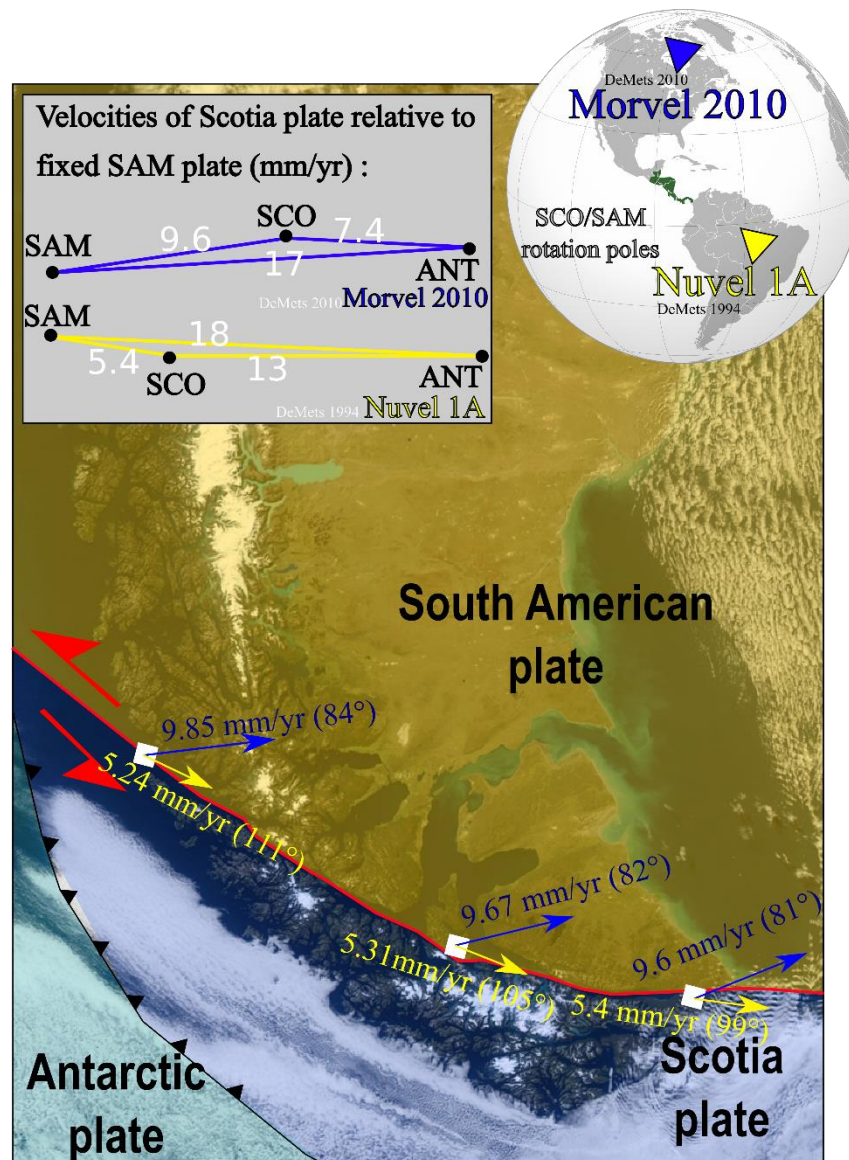 DeMets 2010
Morvel 2010
SCO/SAM
rotation poles
Nuvel 1A
DeMets 1994
Velocities of Scotia plate relative to
fixed SAM plate (mm/yr) :
SCO
SAM
9.6
7.4
17
ANT
DeMets 2010
Morvel 2010
SAM
18
5.4
13
SCO
ANT
DeMets 1994
Nuvel 1A
South American
plate
9.85 mm/yr (84°)
5.24 mm/yr (111°)
9.67 mm/yr (82°)
5.31mm/yr (105°)
9.6 mm/yr (81°)
5.4 mm/yr (99°)
Antarctic
plate
Scotia
plate